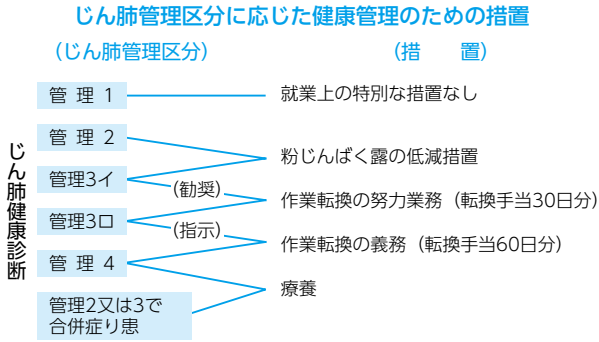 じん肺管理区分に応じた健康管理のための措置
（じん肺管理区分）
（措　置）
じん肺健康診断
管理1
就業上の特別な措置なし
管理2
粉じんばく露の低減措置
管理3イ
（勧奨）
作業転換の努力業務（転換手当30日分）
管理3ロ
（指示）
作業転換の義務（転換手当60日分）
管理4
療養
管理2又は3で
合併症り患